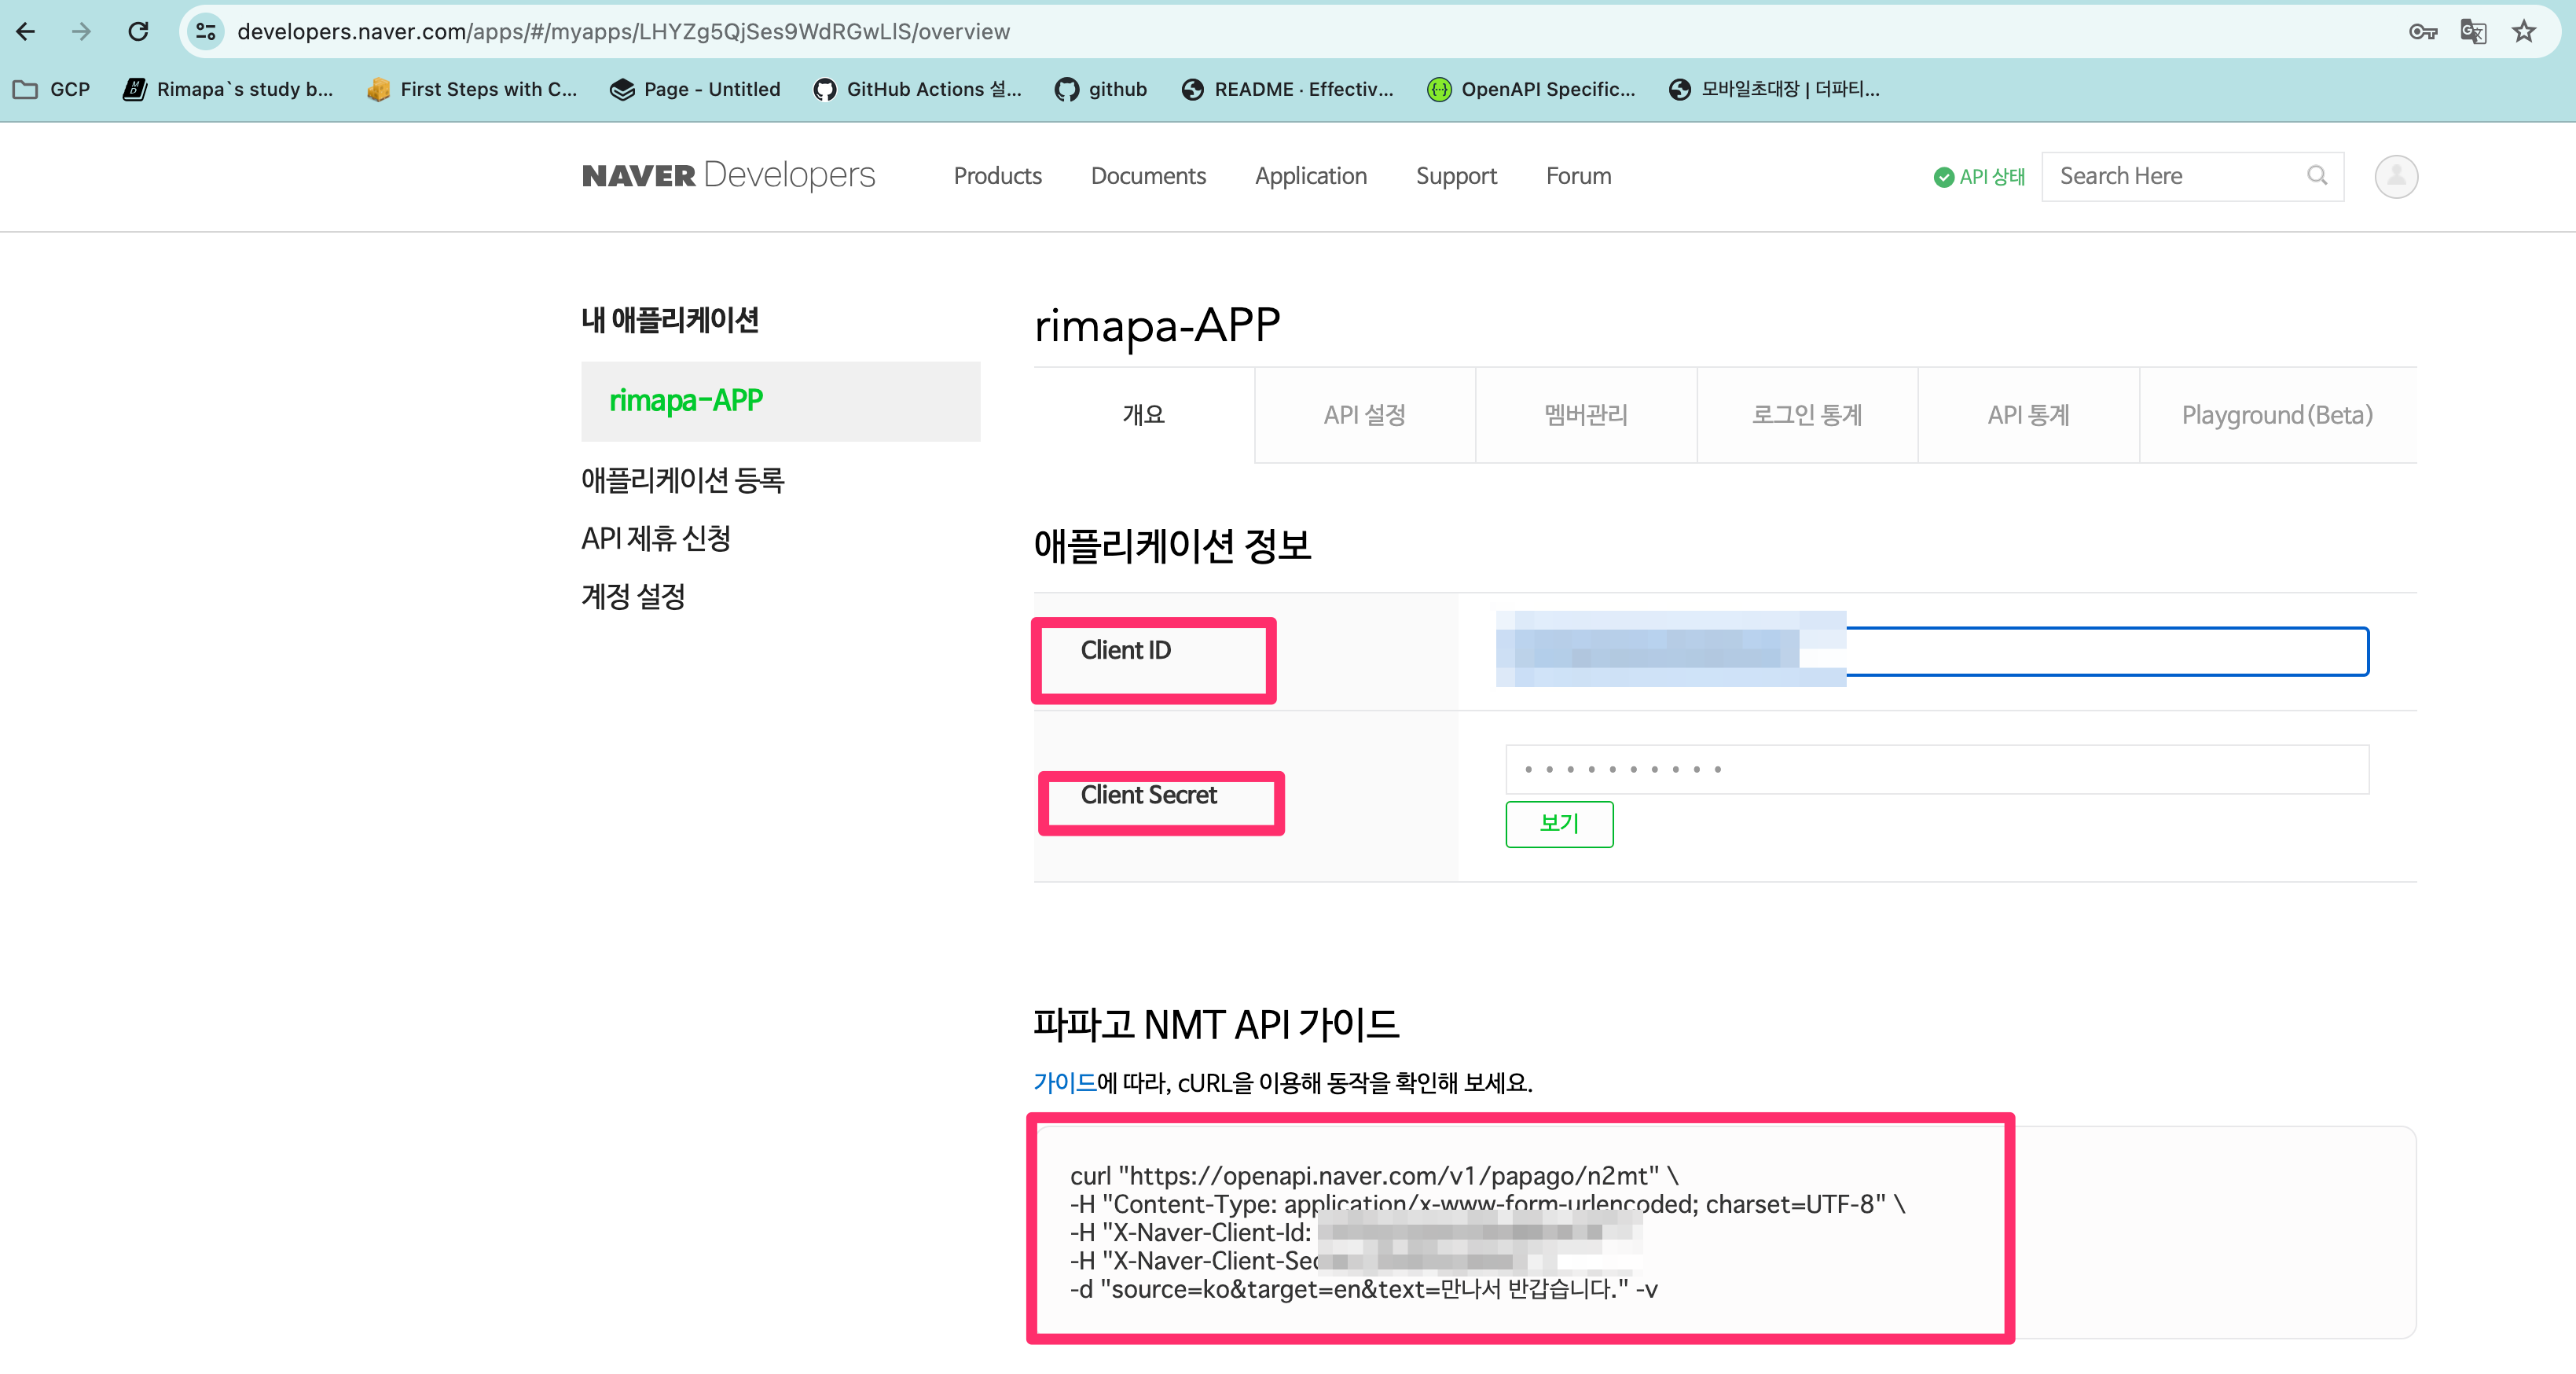 developers.naver.com/apps/#/myapps/LHYZg5QjSes9WdRGwLlS/overview
GCP
Rimapa`s study b...
First Steps with C...
Page - Untitled
GitHub Actions 설...
github
README · Effectiv...
OpenAPI Specific...
모바일초대장 | 더파티...
NAVER Developers
Products
Documents
Application
Support
Forum
API 상태
Search Here
내 애플리케이션
rimapa-APP
애플리케이션 등록
API 제휴 신청
계정 설정
rimapa-APP
개요
API 설정
멤버관리
로그인 통계
API 통계
Playground(Beta)
애플리케이션 정보
Client ID
Client Secret
보기
파파고 NMT API 가이드
가이드에 따라, cURL을 이용해 동작을 확인해 보세요.
curl "https://openapi.naver.com/v1/papago/n2mt" \
-H "Content-Type: application/x-www-form-urlencoded; charset=UTF-8" \
-H "X-Naver-Client-Id:
-H "X-Naver-Client-Sec
-d "source=ko&target=en&text=만나서 반갑습니다." -v